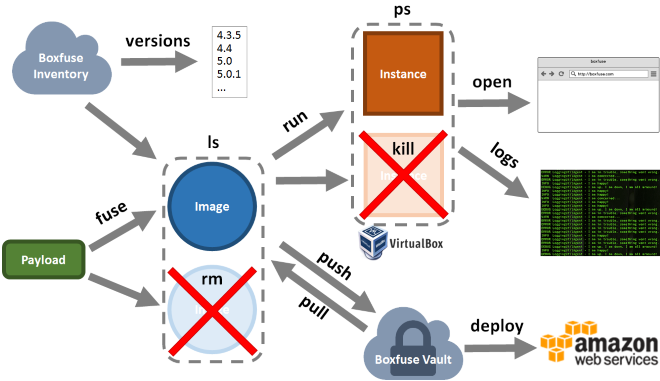 ps
versions
4.3.5
4.4
5.0
5.0.1
...
Boxfuse
Inventory
Instance
open
boxfuse
http://boxfuse.com
run
ls
kill
logs
fuse
Image
VirtualBox
Payload
rm
push
pull
Boxfuse Vault
deploy
amazon
web services